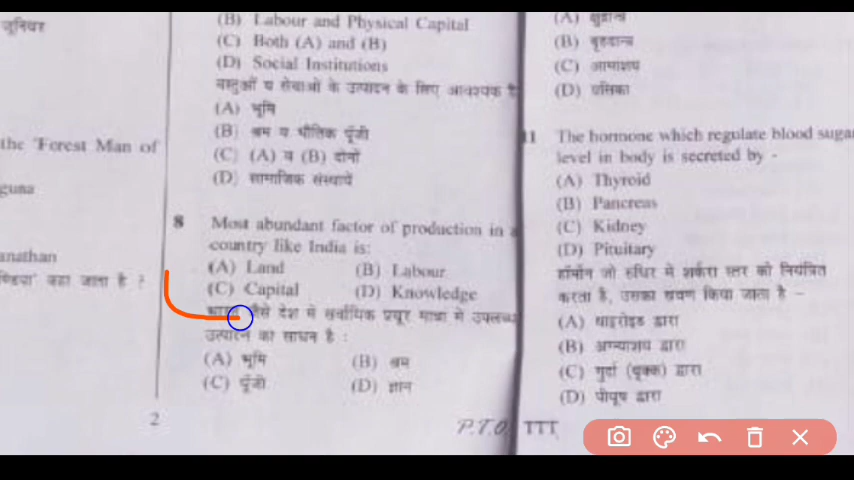 जूनियर
the 'Forest Man of
guna
anathan
कहा जाता है ?
(B) Labour and Physical Capital
(C) Both (A) and (B)
(D) Social Institutions
वस्तुओं व सेवाओं के उत्पादन के लिए आवश्यक है
(A) भूमि
(B) श्रम व भौतिक पूँजी
(C) (A) व (B) दोनों
(D) सामाजिक संस्थायें
8 Most abundant factor of production in a
country like India is:
(A) Land (B) Labour
(C) Capital (D) Knowledge
भारत जैसे देश में सर्वाधिक प्रचूर मात्रा में उपलब्ध
उत्पादन का साधन है :
(A) भूमि (B) श्रम
(C) पूँजी (D) ज्ञान
2
P.T.O.
(A) क्षुद्रान्त्र
(B) बृहदान्त्र
(C) आमाशय
(D) ग्रसिका
11 The hormone which regulate blood sugar
level in body is secreted by -
(A) Thyroid
(B) Pancreas
(C) Kidney
(D) Pituitary
हॉर्मोन जो रुधिर में शर्करा स्तर को नियंत्रित
करता है, उसका स्रवण किया जाता है –
(A) थाइरोइड द्वारा
(B) अग्न्याशय द्वारा
(C) गुर्दा (वृक्क) द्वारा
(D) पीयूष द्वारा
TTT